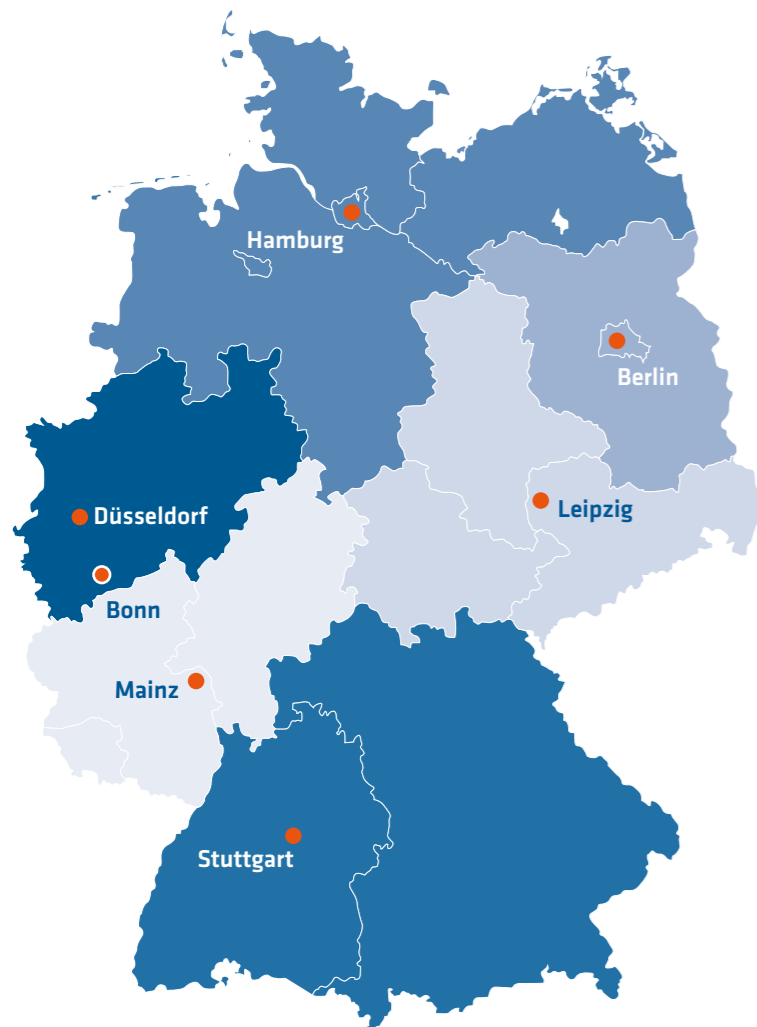 Hamburg
Berlin
Leipzig
Düsseldorf
Bonn
Mainz
Stuttgart